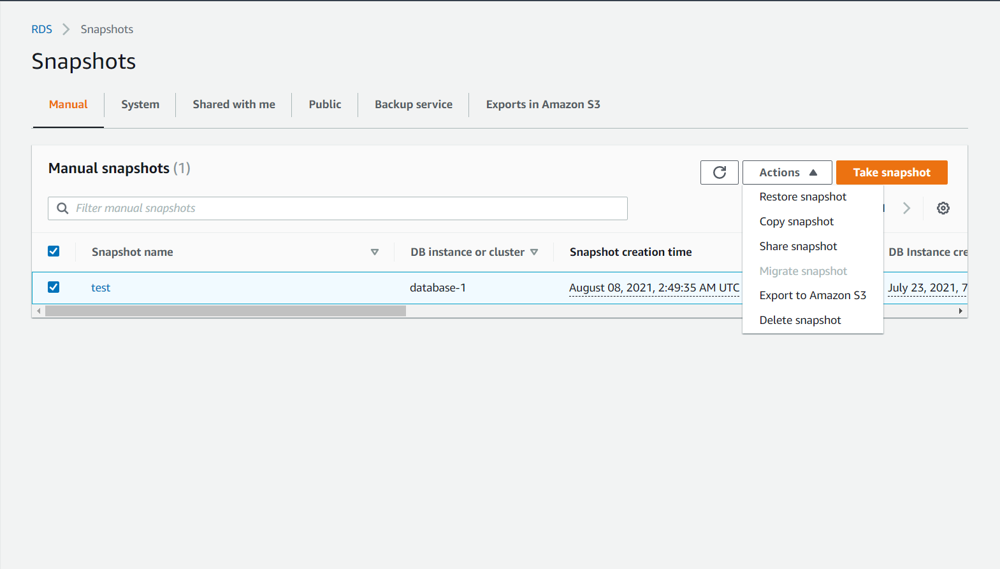 RDS > Snapshots
Snapshots
Manual System Shared with me Public Backup service Exports in Amazon S3
Manual snapshots (1)
Actions Take snapshot
Filter manual snapshots
Restore snapshot
Copy snapshot
Share snapshot
Migrate snapshot
Export to Amazon S3
Delete snapshot
Snapshot name DB instance or cluster Snapshot creation time DB Instance cre
test database-1 August 08, 2021, 2:49:35 AM UTC July 23, 2021, 7